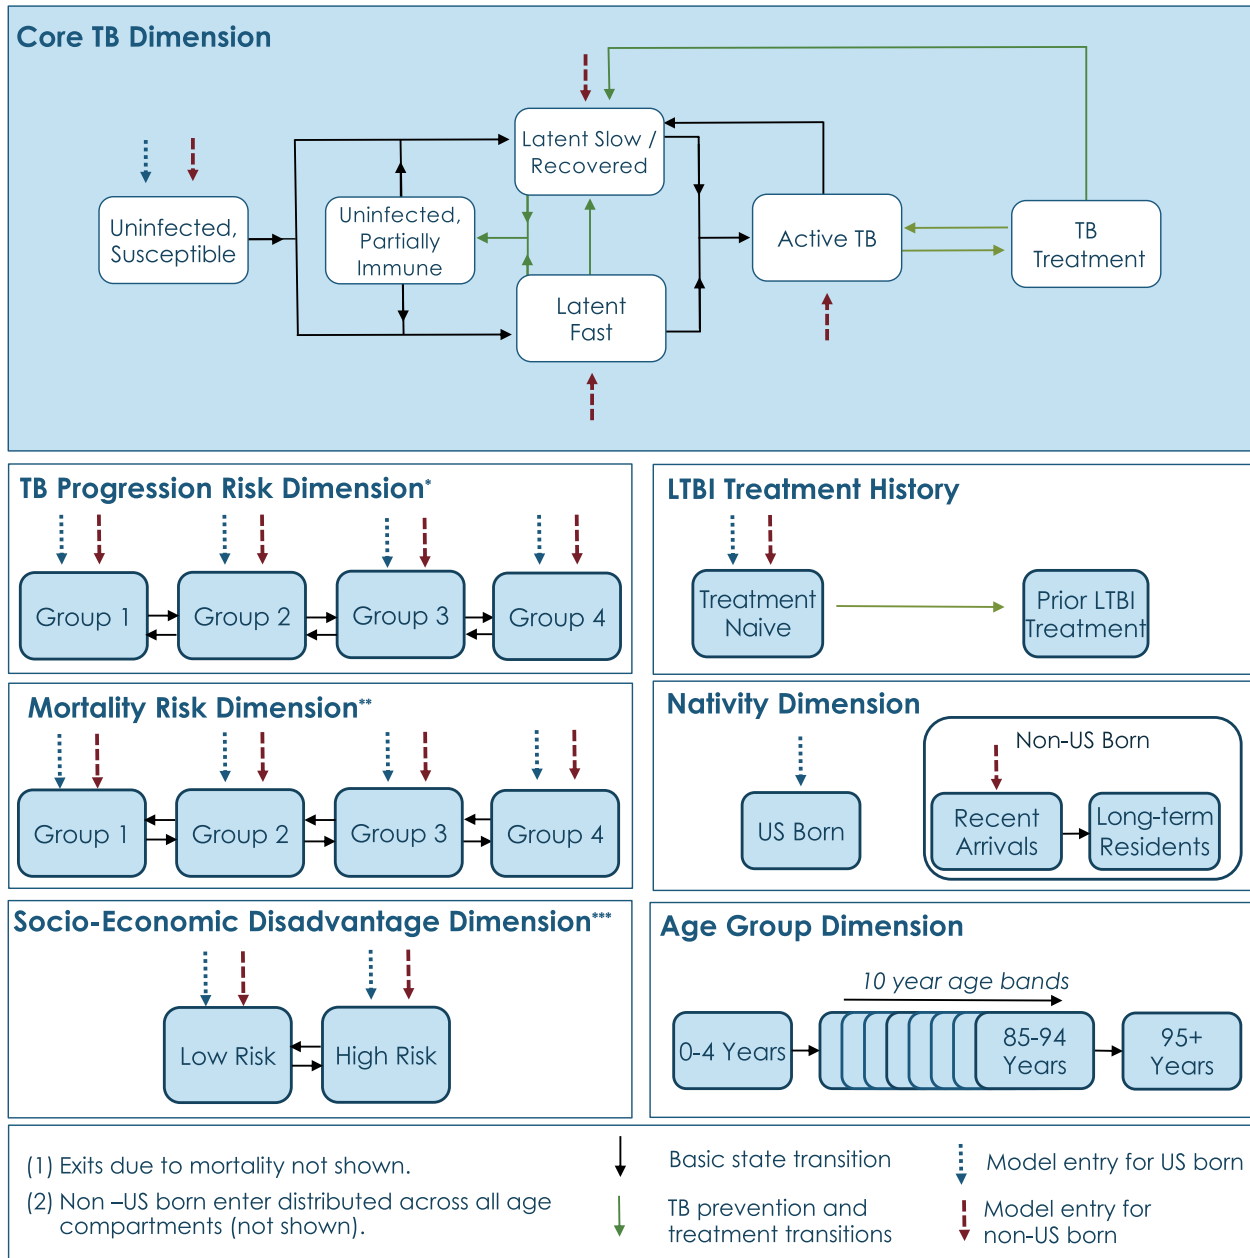 Core TB Dimension
Latent Slow /
Recovered
Uninfected,
Susceptible
Uninfected,
Partially
Immune
Active TB
TB
Treatment
Latent
Fast
TB Progression Risk Dimension*
Group 1
Group 2
Group 3
Group 4
LTBI Treatment History
Treatment
Naive
Prior LTBI
Treatment
Mortality Risk Dimension**
Group 1
Group 2
Group 3
Group 4
Nativity Dimension
Non-US Born
US Born
Recent
Arrivals
Long-term
Residents
Socio-Economic Disadvantage Dimension***
Low Risk
High Risk
Age Group Dimension
10 year age bands
0-4 Years
85-94
Years
95+
Years
(1) Exits due to mortality not shown.
(2) Non –US born enter distributed across all age
compartments (not shown).
Basic state transition
TB prevention and
treatment transitions
Model entry for US born
Model entry for
non-US born